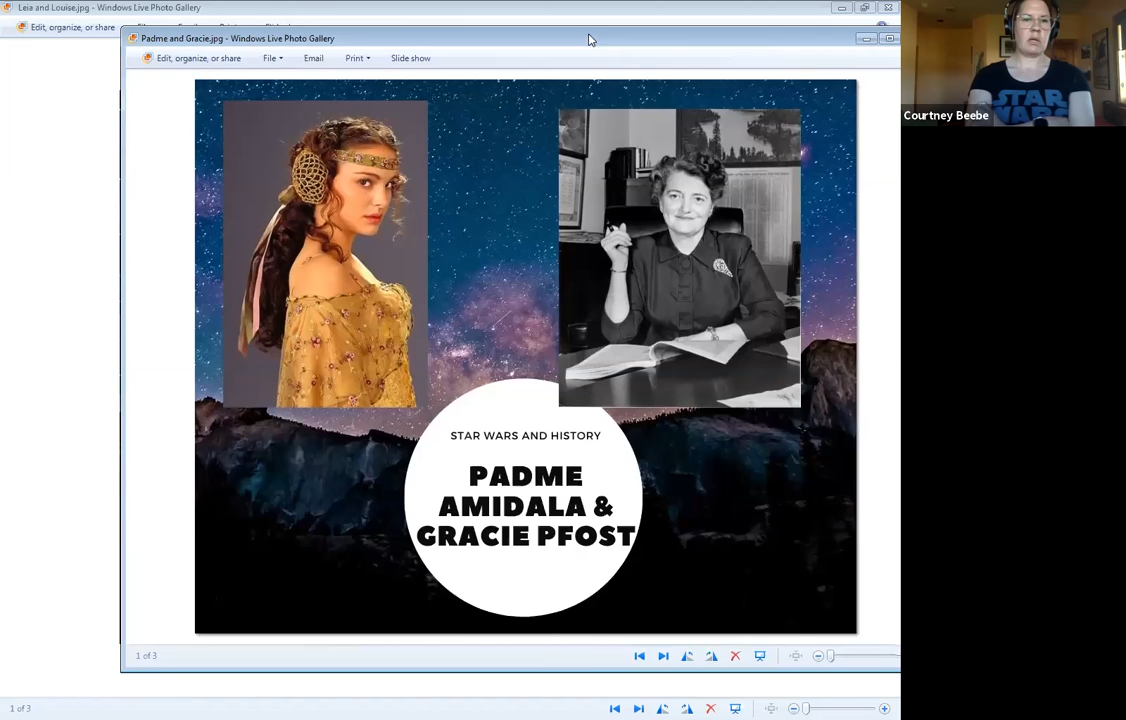 Leia and Louise.jpg - Windows Live Photo Gallery
Edit, organize, or share
Padme and Gracie.jpg - Windows Live Photo Gallery
Edit, organize, or share File Email Print Slide show
STAR WARS AND HISTORY
PADME
AMIDALA &
GRACIE PFOST
1 of 3
1 of 3
STAR
WARS
Courtney Beebe